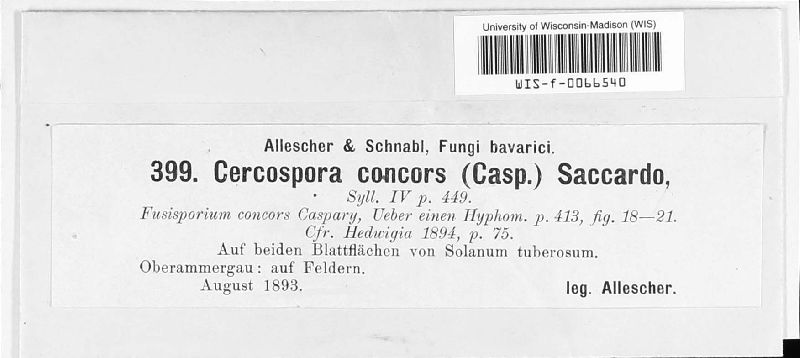 University of Wisconsin-Madison (WIS)
WIS-f-0066540
Allescher & Schnabl, Fungi bavarici.
399. Cercospora concors (Casp.) Saccardo,
Syll. IV p. 449.
Fusisporium concors Caspary, Ueber einen Hyphom. p. 413, fig. 18—21.
Cfr. Hedwigia 1894, p. 75.
Auf beiden Blattflächen von Solanum tuberosum.
Oberammergau: auf Feldern.
August 1893. leg. Allescher.